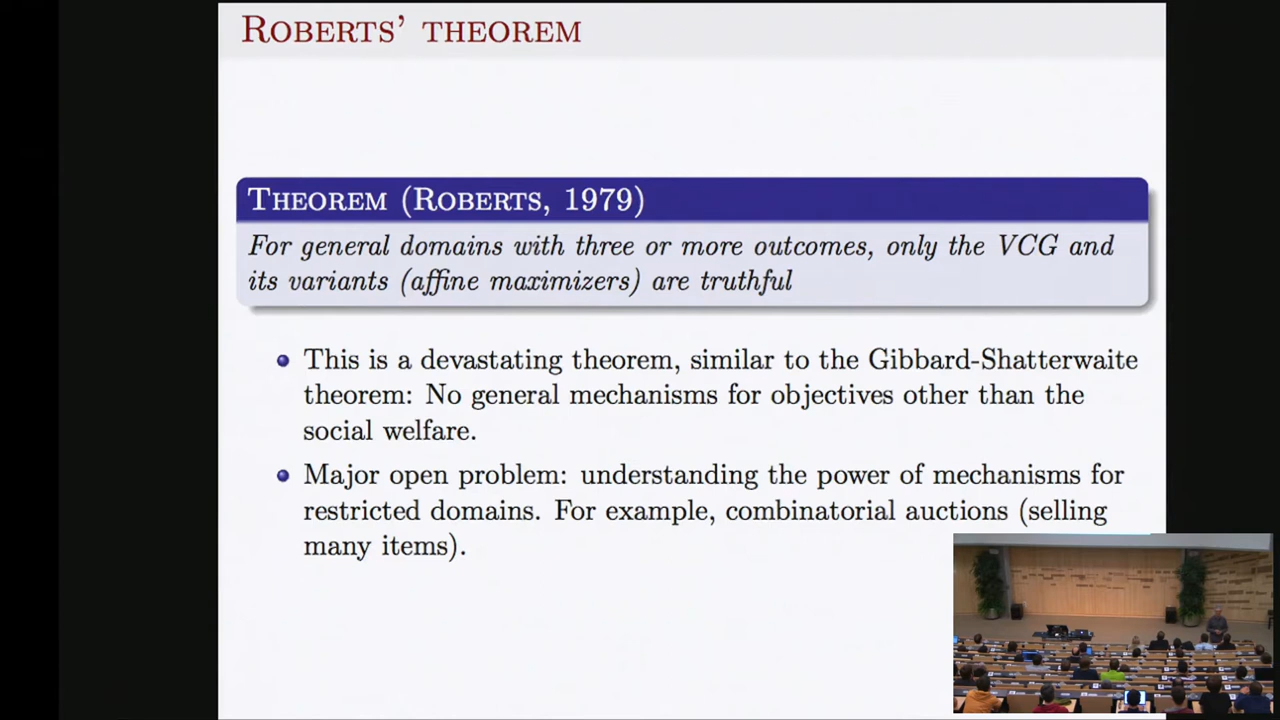 ROBERTS' THEOREM
THEOREM (ROBERTS, 1979)
For general domains with three or more outcomes, only the VCG and
its variants (affine maximizers) are truthful
This is a devastating theorem, similar to the Gibbard-Shatterwaite
theorem: No general mechanisms for objectives other than the
social welfare.
Major open problem: understanding the power of mechanisms for
restricted domains. For example, combinatorial auctions (selling
many items).